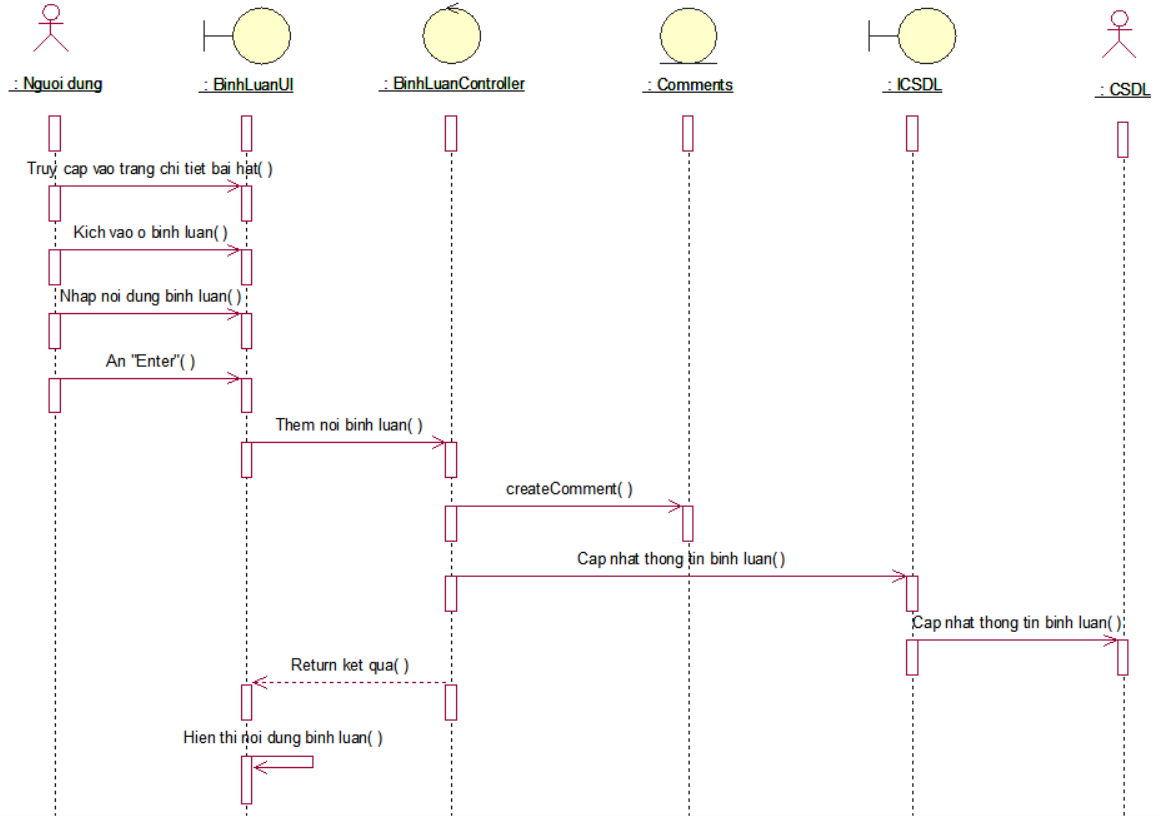 : Nguoi dung
: BinhLuanUI
: BinhLuanController
: Comments
: ICSDL
: CSDL
Truy cap vao trang chi tiet bai hat( )
Kich vao o binh luan( )
Nhap noi dung binh luan( )
An "Enter"( )
Them noi binh luan( )
createComment( )
Cap nhat thong tin binh luan( )
Cap nhat thong tin binh luan( )
Return ket qua( )
Hien thi noi dung binh luan( )